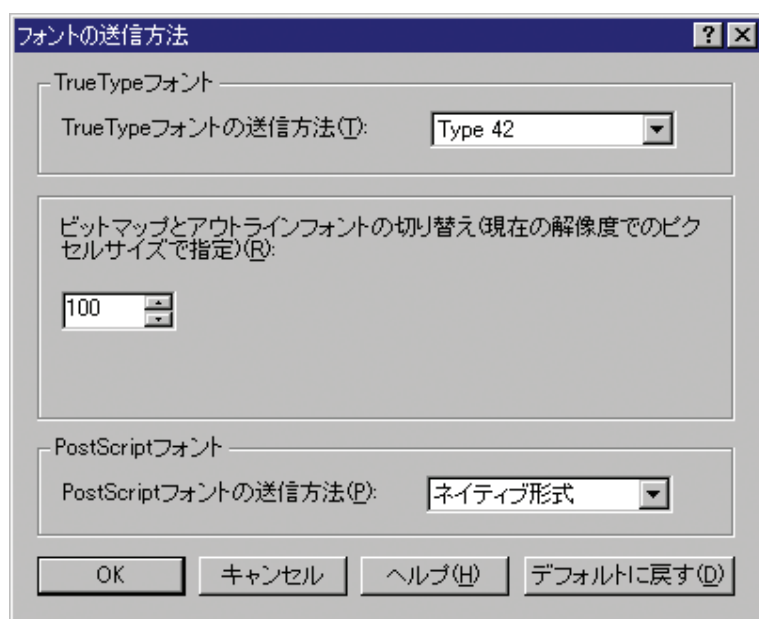 フォントの送信方法
TrueTypeフォント
TrueTypeフォントの送信方法(T): Type 42
ビットマップとアウトラインフォントの切り替え(現在の解像度でのピク
セルサイズで指定)(R):
100
PostScriptフォント
PostScriptフォントの送信方法(P): ネイティブ形式
OK キャンセル ヘルプ(H) デフォルトに戻す(D)